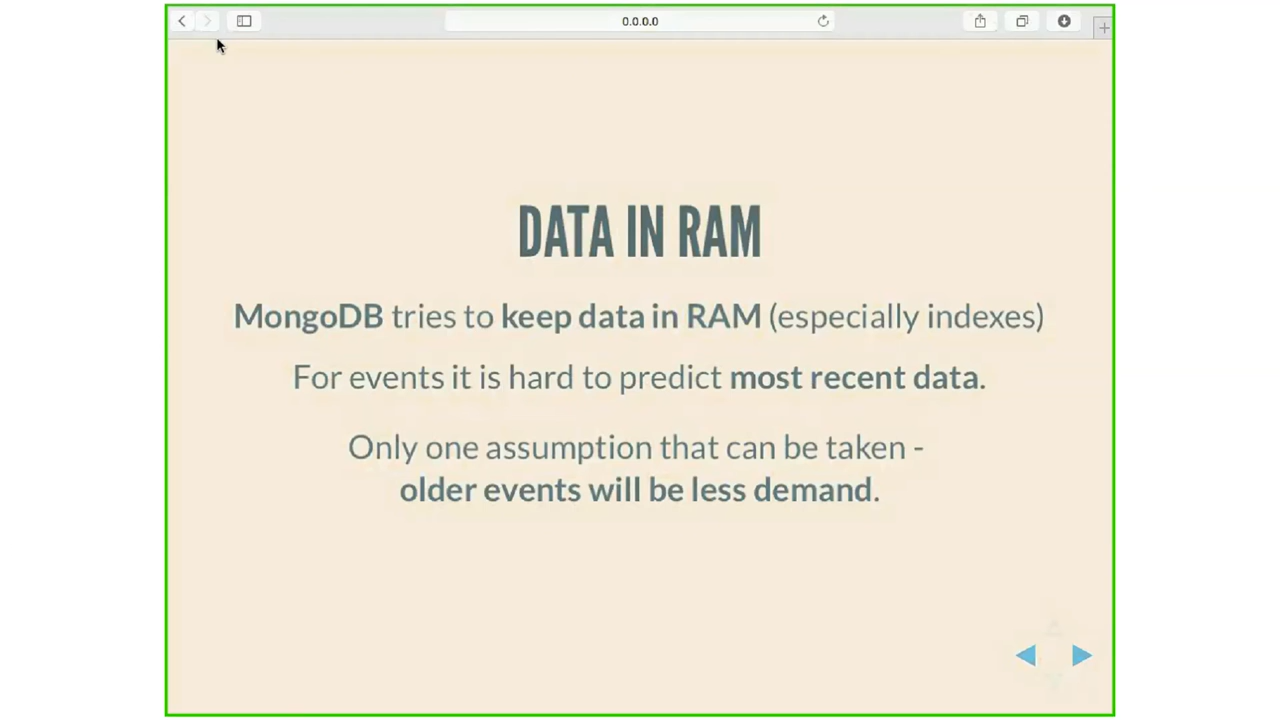 0.0.0.0
DATA IN RAM
MongoDB tries to keep data in RAM (especially indexes)
For events it is hard to predict most recent data.
Only one assumption that can be taken -
older events will be less demand.